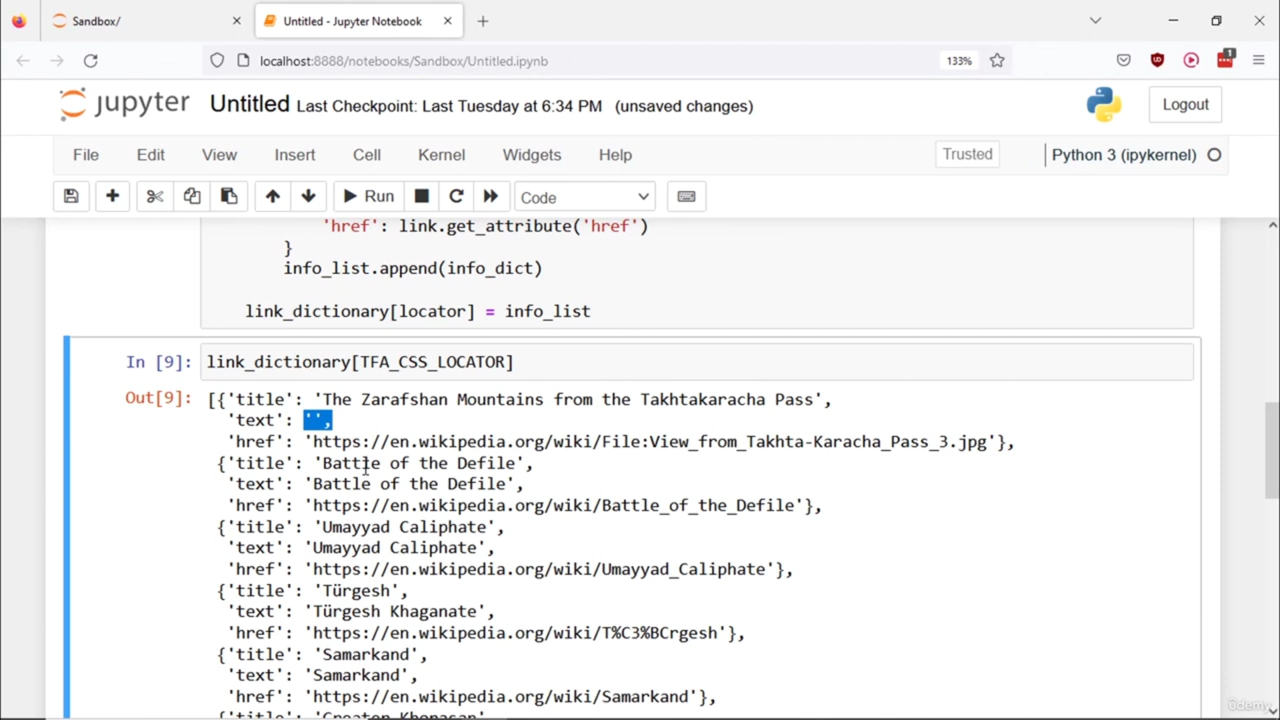 Sandbox/
Untitled - Jupyter Notebook
localhost:8888/notebooks/Sandbox/Untitled.ipynb
133%
1
jupyter Untitled Last Checkpoint: Last Tuesday at 6:34 PM (unsaved changes)
Logout
File Edit View Insert Cell Kernel Widgets Help
Trusted
Python 3 (ipykernel)
Run
Code
'href': link.get_attribute('href')
}
info_list.append(info_dict)
link_dictionary[locator] = info_list
In [9]: link_dictionary[TFA_CSS_LOCATOR]
Out[9]: [{'title': 'The Zarafshan Mountains from the Takhtakaracha Pass',
'text': '',
'href': 'https://en.wikipedia.org/wiki/File:View_from_Takhta-Karacha_Pass_3.jpg'},
{'title': 'Battle of the Defile',
'text': 'Battle of the Defile',
'href': 'https://en.wikipedia.org/wiki/Battle_of_the_Defile'},
{'title': 'Umayyad Caliphate',
'text': 'Umayyad Caliphate',
'href': 'https://en.wikipedia.org/wiki/Umayyad_Caliphate'},
{'title': 'Türgesh',
'text': 'Türgesh Khaganate',
'href': 'https://en.wikipedia.org/wiki/T%C3%BCrgesh'},
{'title': 'Samarkand',
'text': 'Samarkand',
'href': 'https://en.wikipedia.org/wiki/Samarkand'},
{'title': 'Greater Khorasan',
ûdemy